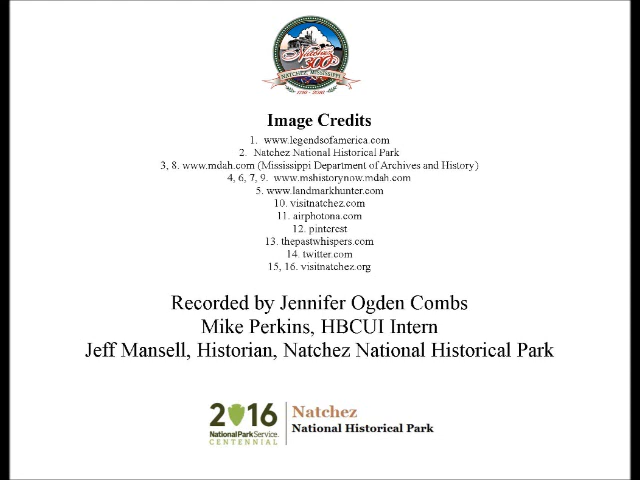 Natchez
300
NATCHEZ, MISSISSIPPI
1716 - 2016
Image Credits
1. www.legendsofamerica.com
2. Natchez National Historical Park
3, 8. www.mdah.com (Mississippi Department of Archives and History)
4, 6, 7, 9. www.mshistorynow.mdah.com
5. www.landmarkhunter.com
10. visitnatchez.com
11. airphotona.com
12. pinterest
13. thepastwhispers.com
14. twitter.com
15, 16. visitnatchez.org
Recorded by Jennifer Ogden Combs
Mike Perkins, HBCUI Intern
Jeff Mansell, Historian, Natchez National Historical Park
2016
National Park Service
CENTENNIAL
Natchez
National Historical Park